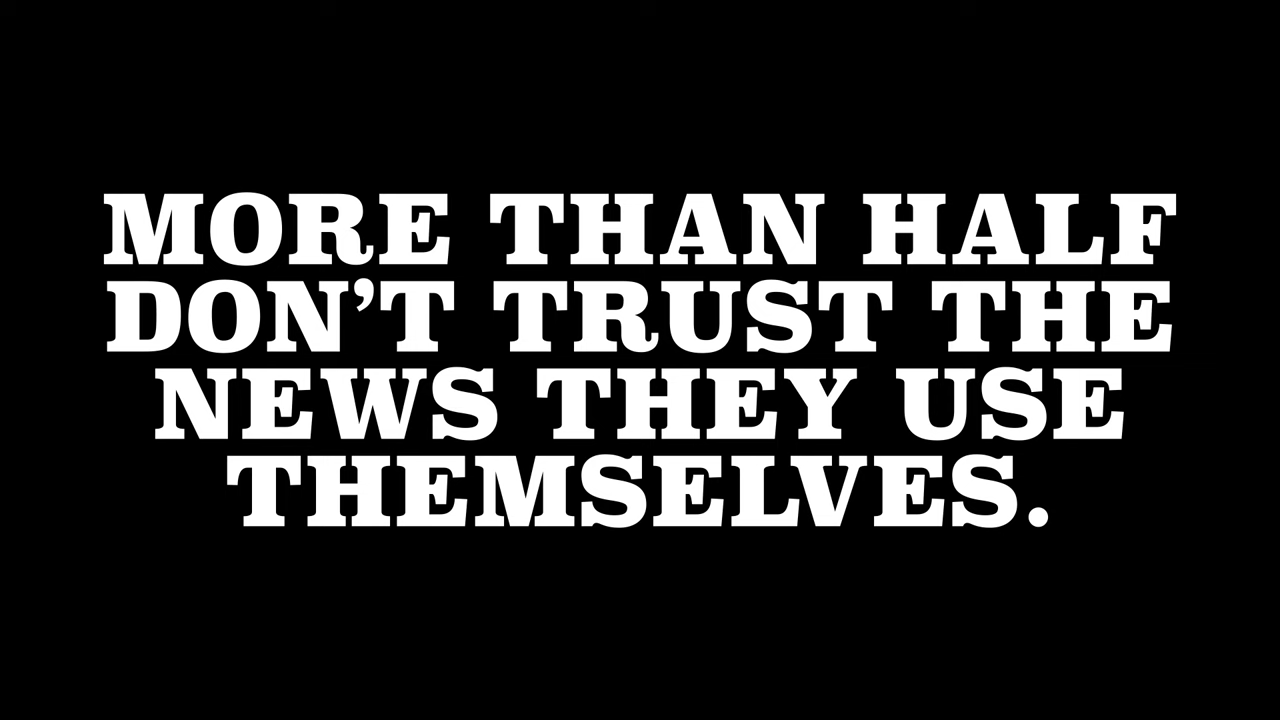 MORE THAN HALF
DON’T TRUST THE
NEWS THEY USE
THEMSELVES.